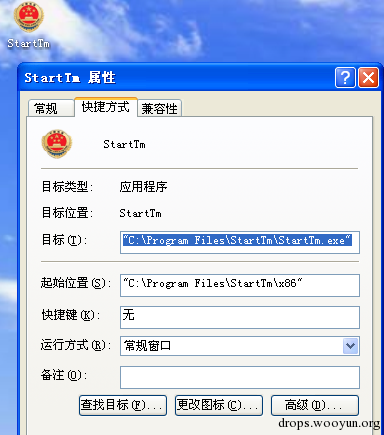 StartTm
StartTm 属性
常规 快捷方式 兼容性
StartTm
目标类型: 应用程序
目标位置: StartTm
目标(T): "C:\Program Files\StartTm\StartTm.exe"
起始位置(S): "C:\Program Files\StartTm\x86"
快捷键(K): 无
运行方式(R): 常规窗口
备注(O):
查找目标(F)... 更改图标(C)... 高级(D)...
drops.wooyun.org